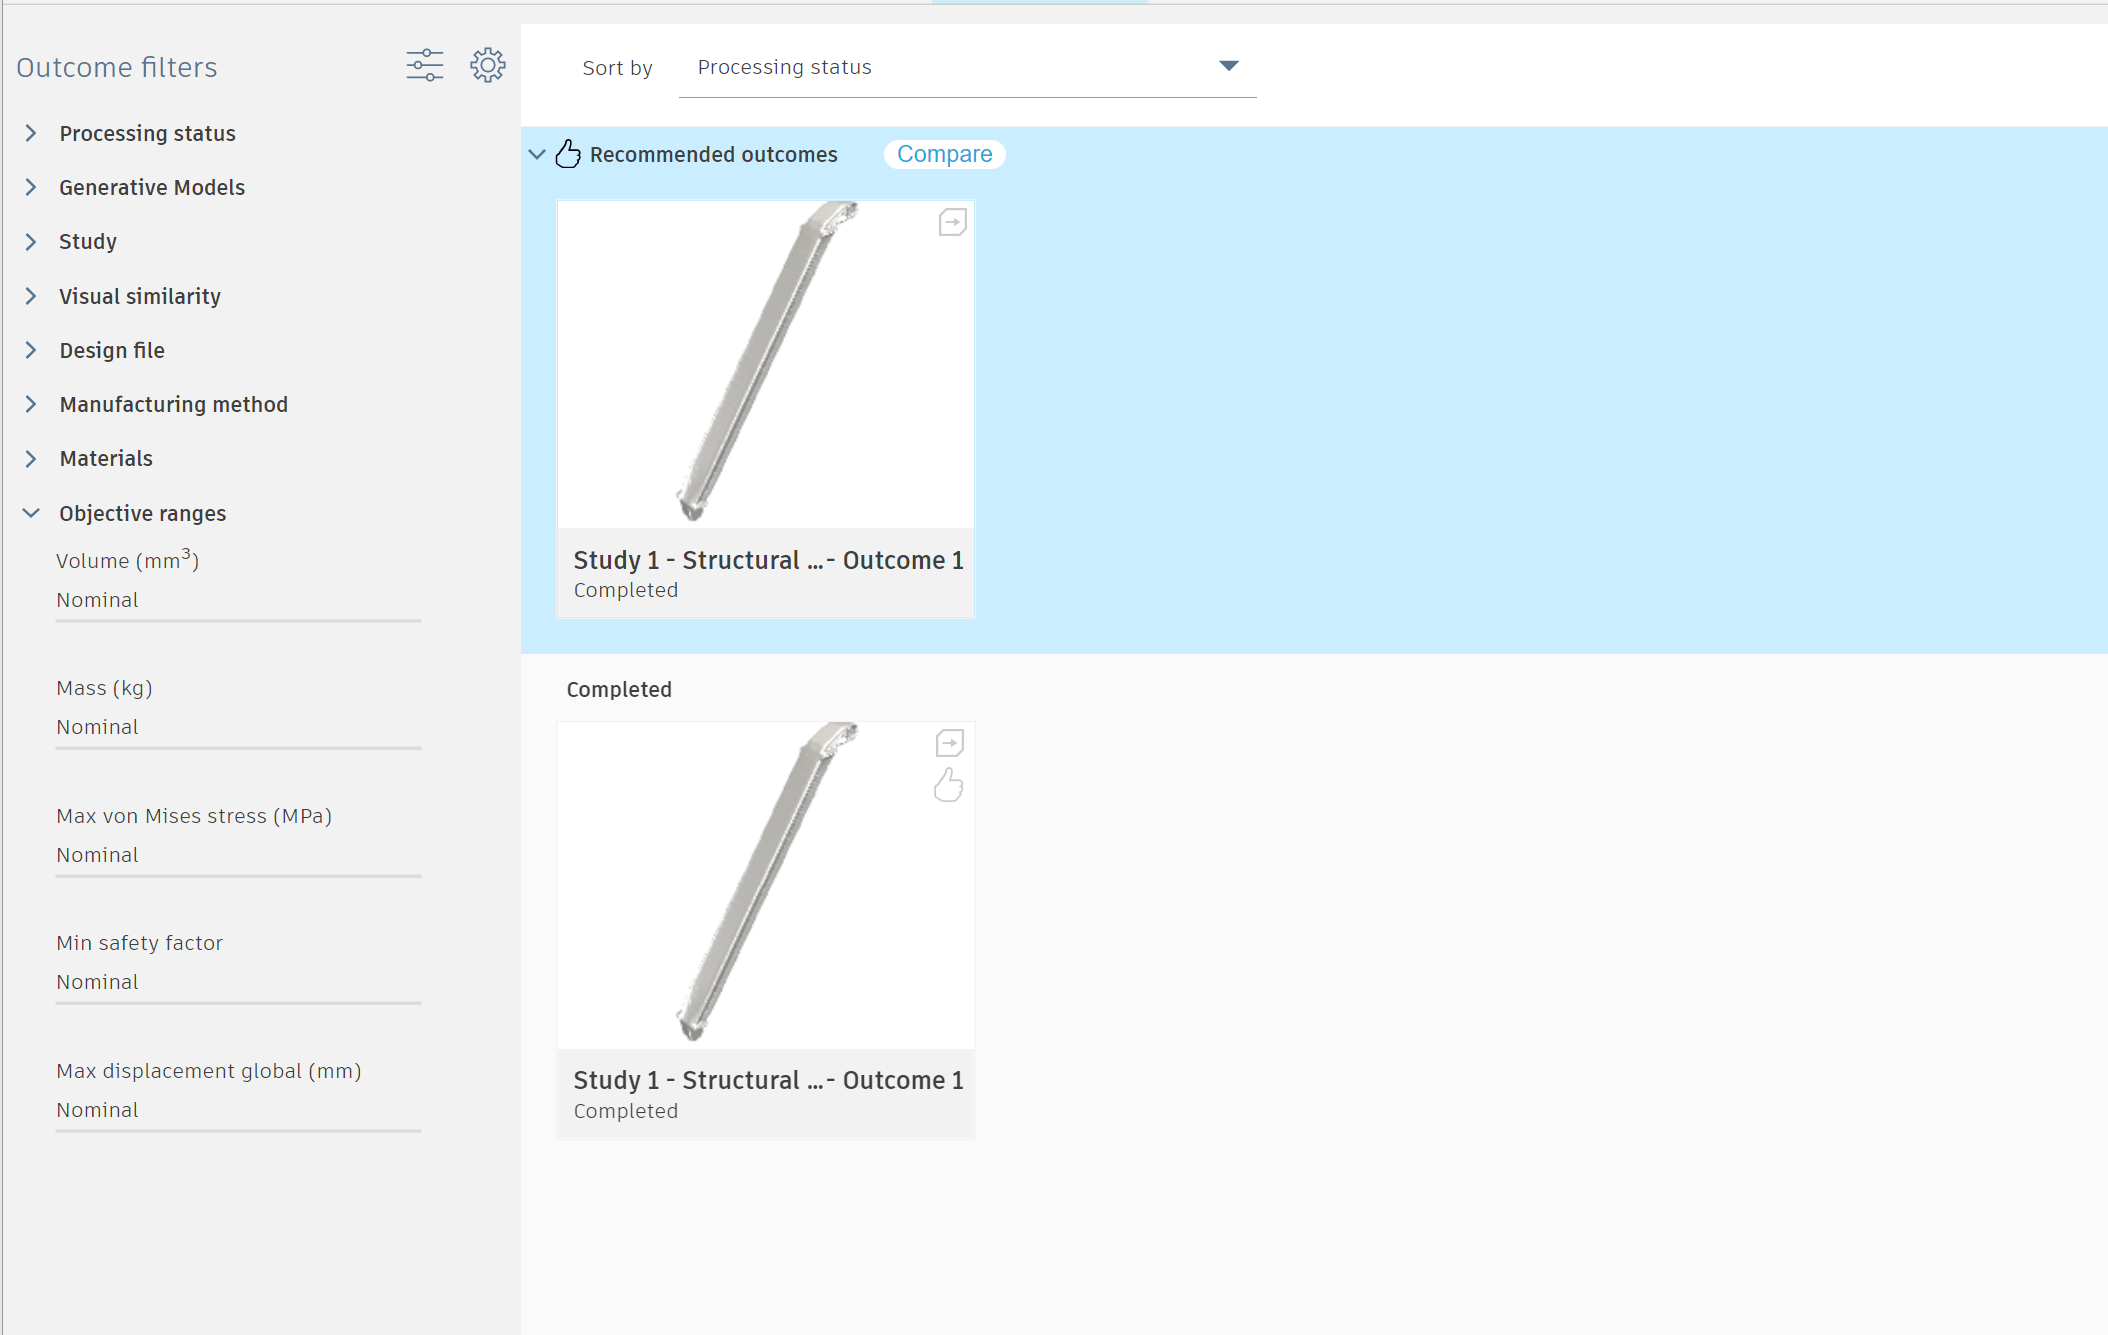 Outcome filters
Processing status
Generative Models
Study
Visual similarity
Design file
Manufacturing method
Materials
Objective ranges
Volume (mm³)
Nominal
Mass (kg)
Nominal
Max von Mises stress (MPa)
Nominal
Min safety factor
Nominal
Max displacement global (mm)
Nominal
Sort by Processing status
Recommended outcomes Compare
Study 1 - Structural ...- Outcome 1
Completed
Completed
Study 1 - Structural ...- Outcome 1
Completed